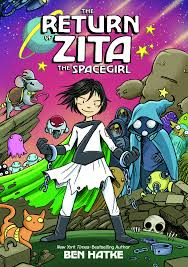 THE
RETURN
OF ZITA
THE SPACEGIRL
New York Times-Bestselling Author
BEN HATKE